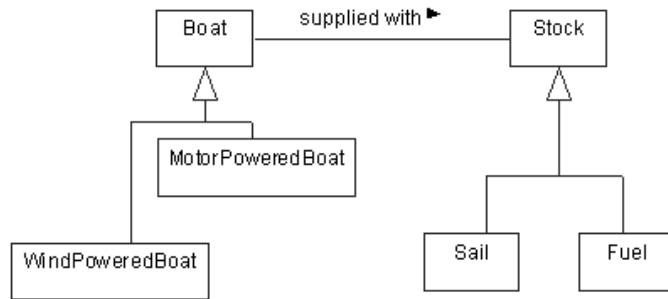 Boat
supplied with ►
Stock
MotorPoweredBoat
WindPoweredBoat
Sail
Fuel